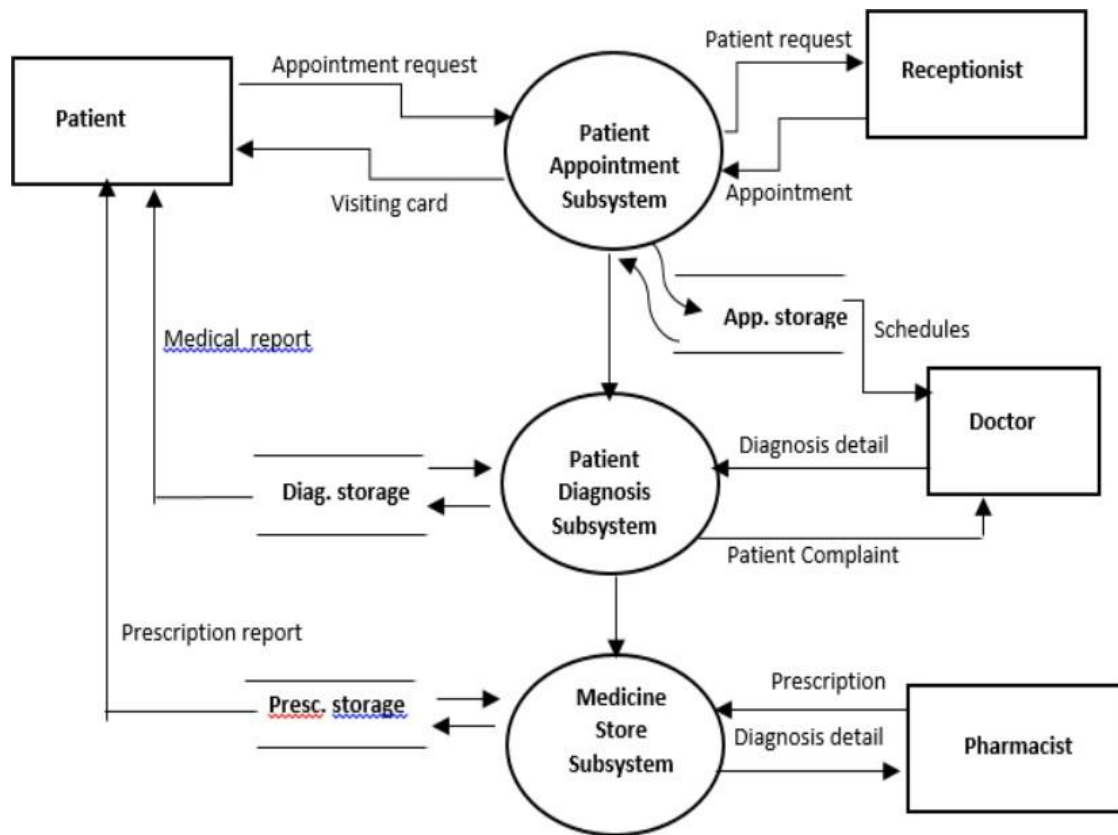 Patient request
Receptionist
Appointment request
Patient
Patient
Appointment
Subsystem
Visiting card
Appointment
App. storage
Schedules
Medical report
Doctor
Diagnosis detail
Patient
Diagnosis
Subsystem
Diag. storage
Patient Complaint
Prescription report
Prescription
Medicine
Store
Subsystem
Presc. storage
Diagnosis detail
Pharmacist